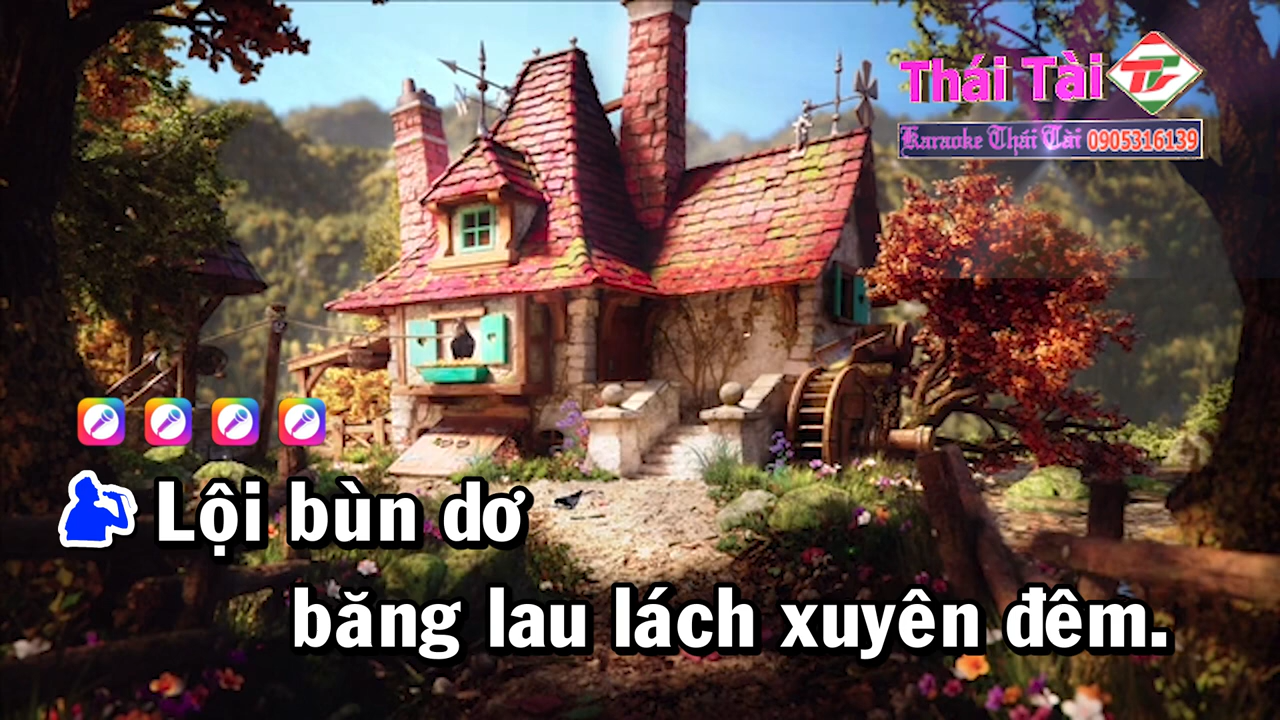 Thái Tài
Karaoke Thái Tài 0905316139
Lội bùn dơ
băng lau lách xuyên đêm.